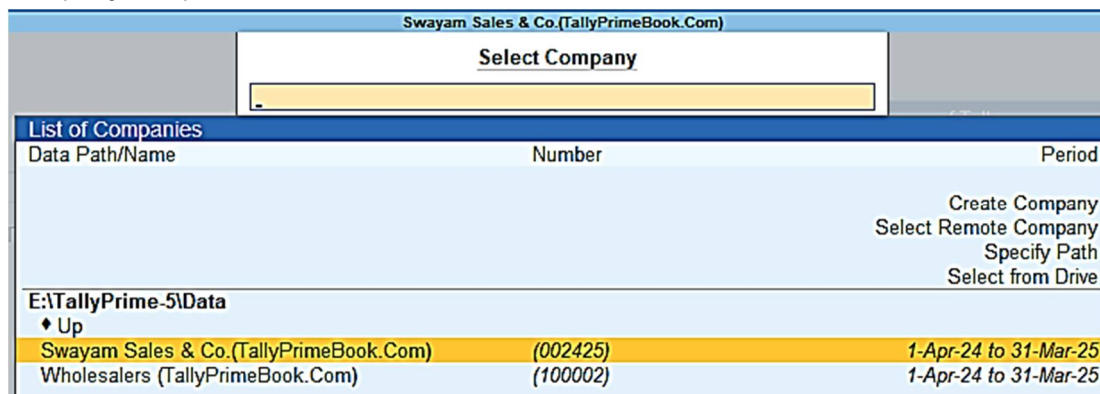 Swayam Sales & Co.(TallyPrimeBook.Com)
Select Company
List of Companies
Data Path/Name Number Period
Create Company
Select Remote Company
Specify Path
Select from Drive
E:\TallyPrime-5\Data
♦ Up
Swayam Sales & Co.(TallyPrimeBook.Com) (002425) 1-Apr-24 to 31-Mar-25
Wholesalers (TallyPrimeBook.Com) (100002) 1-Apr-24 to 31-Mar-25